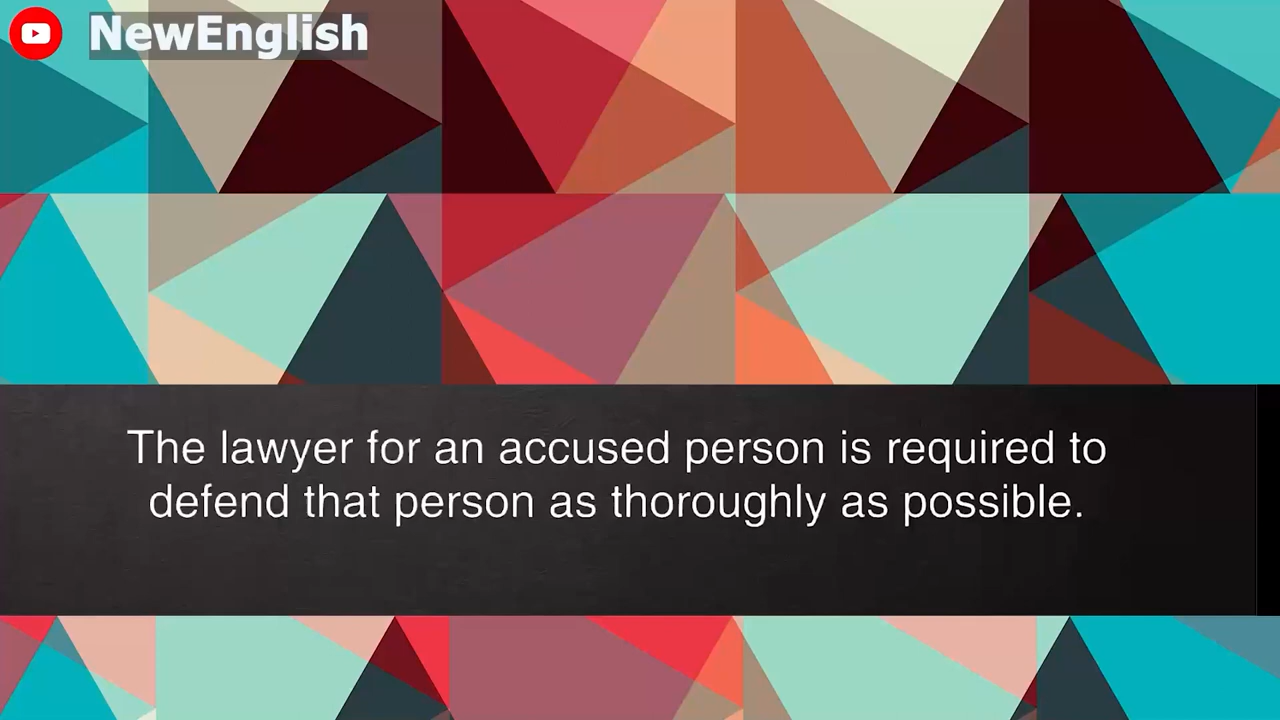 NewEnglish
The lawyer for an accused person is required to
defend that person as thoroughly as possible.